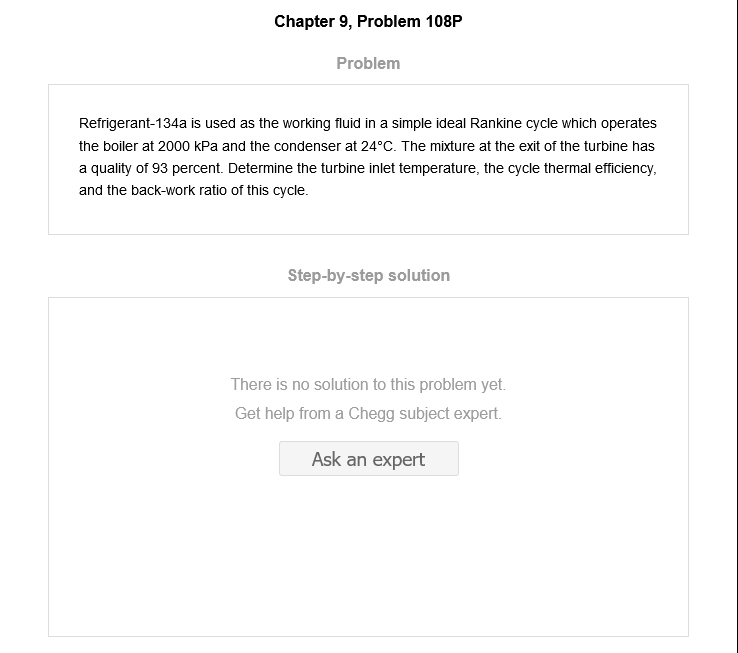 Chapter 9, Problem 108P
Problem
Refrigerant-134a is used as the working fluid in a simple ideal Rankine cycle which operates
the boiler at 2000 kPa and the condenser at 24°C. The mixture at the exit of the turbine has
a quality of 93 percent. Determine the turbine inlet temperature, the cycle thermal efficiency,
and the back-work ratio of this cycle.
Step-by-step solution
There is no solution to this problem yet.
Get help from a Chegg subject expert.
Ask an expert